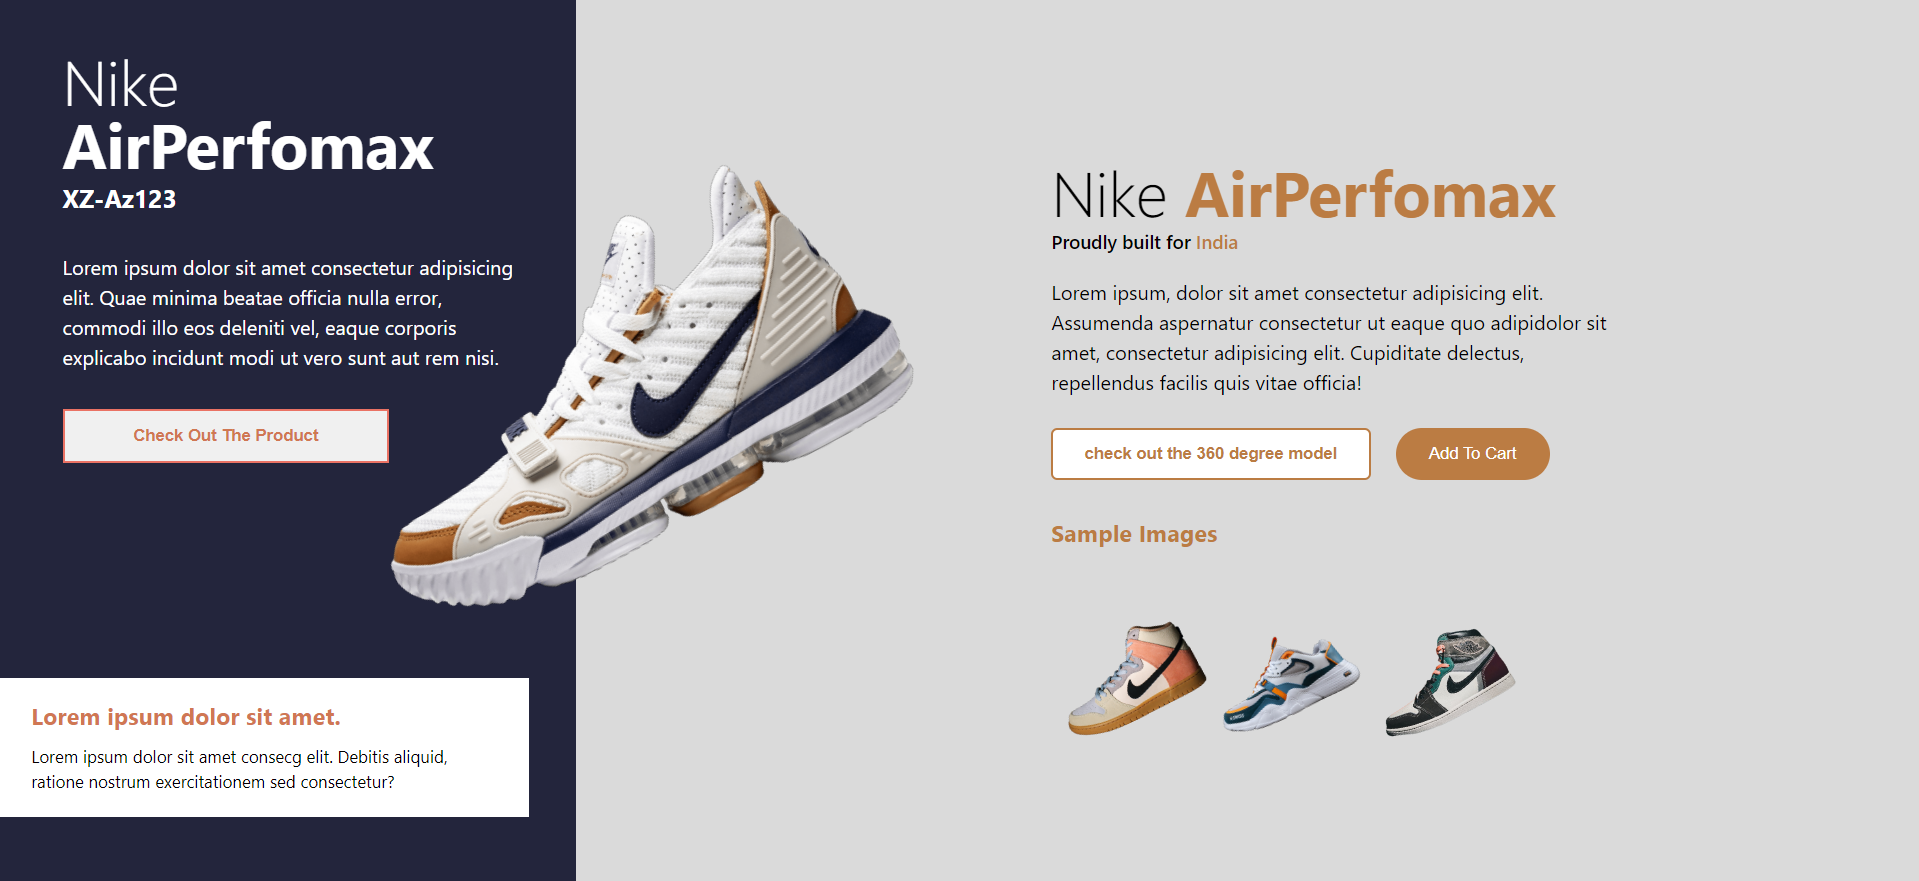 Nike
AirPerfomax
XZ-Az123
Lorem ipsum dolor sit amet consectetur adipisicing
elit. Quae minima beatae officia nulla error,
commodi illo eos deleniti vel, eaque corporis
explicabo incidunt modi ut vero sunt aut rem nisi.
Check Out The Product
Lorem ipsum dolor sit amet.
Lorem ipsum dolor sit amet consecg elit. Debitis aliquid,
ratione nostrum exercitationem sed consectetur?
Nike AirPerfomax
Proudly built for India
Lorem ipsum, dolor sit amet consectetur adipisicing elit.
Assumenda aspernatur consectetur ut eaque quo adipidolor sit
amet, consectetur adipisicing elit. Cupiditate delectus,
repellendus facilis quis vitae officia!
check out the 360 degree model
Add To Cart
Sample Images